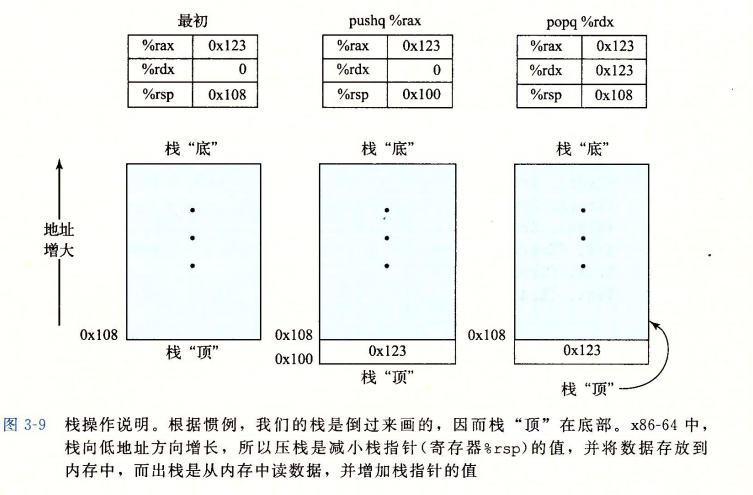 最初
%rax 0x123
%rdx 0
%rsp 0x108
pushq %rax
%rax 0x123
%rdx 0
%rsp 0x100
popq %rdx
%rax 0x123
%rdx 0x123
%rsp 0x108
地址
增大
栈“底”
0x108
栈“顶”
栈“底”
0x108
0x100
0x123
栈“顶”
栈“底”
0x108
0x123
栈“顶”
图 3-9 栈操作说明。根据惯例，我们的栈是倒过来画的，因而栈“顶”在底部。x86-64 中，
栈向低地址方向增长，所以压栈是减小栈指针(寄存器%rsp)的值，并将数据存放到
内存中，而出栈是从内存中读数据，并增加栈指针的值